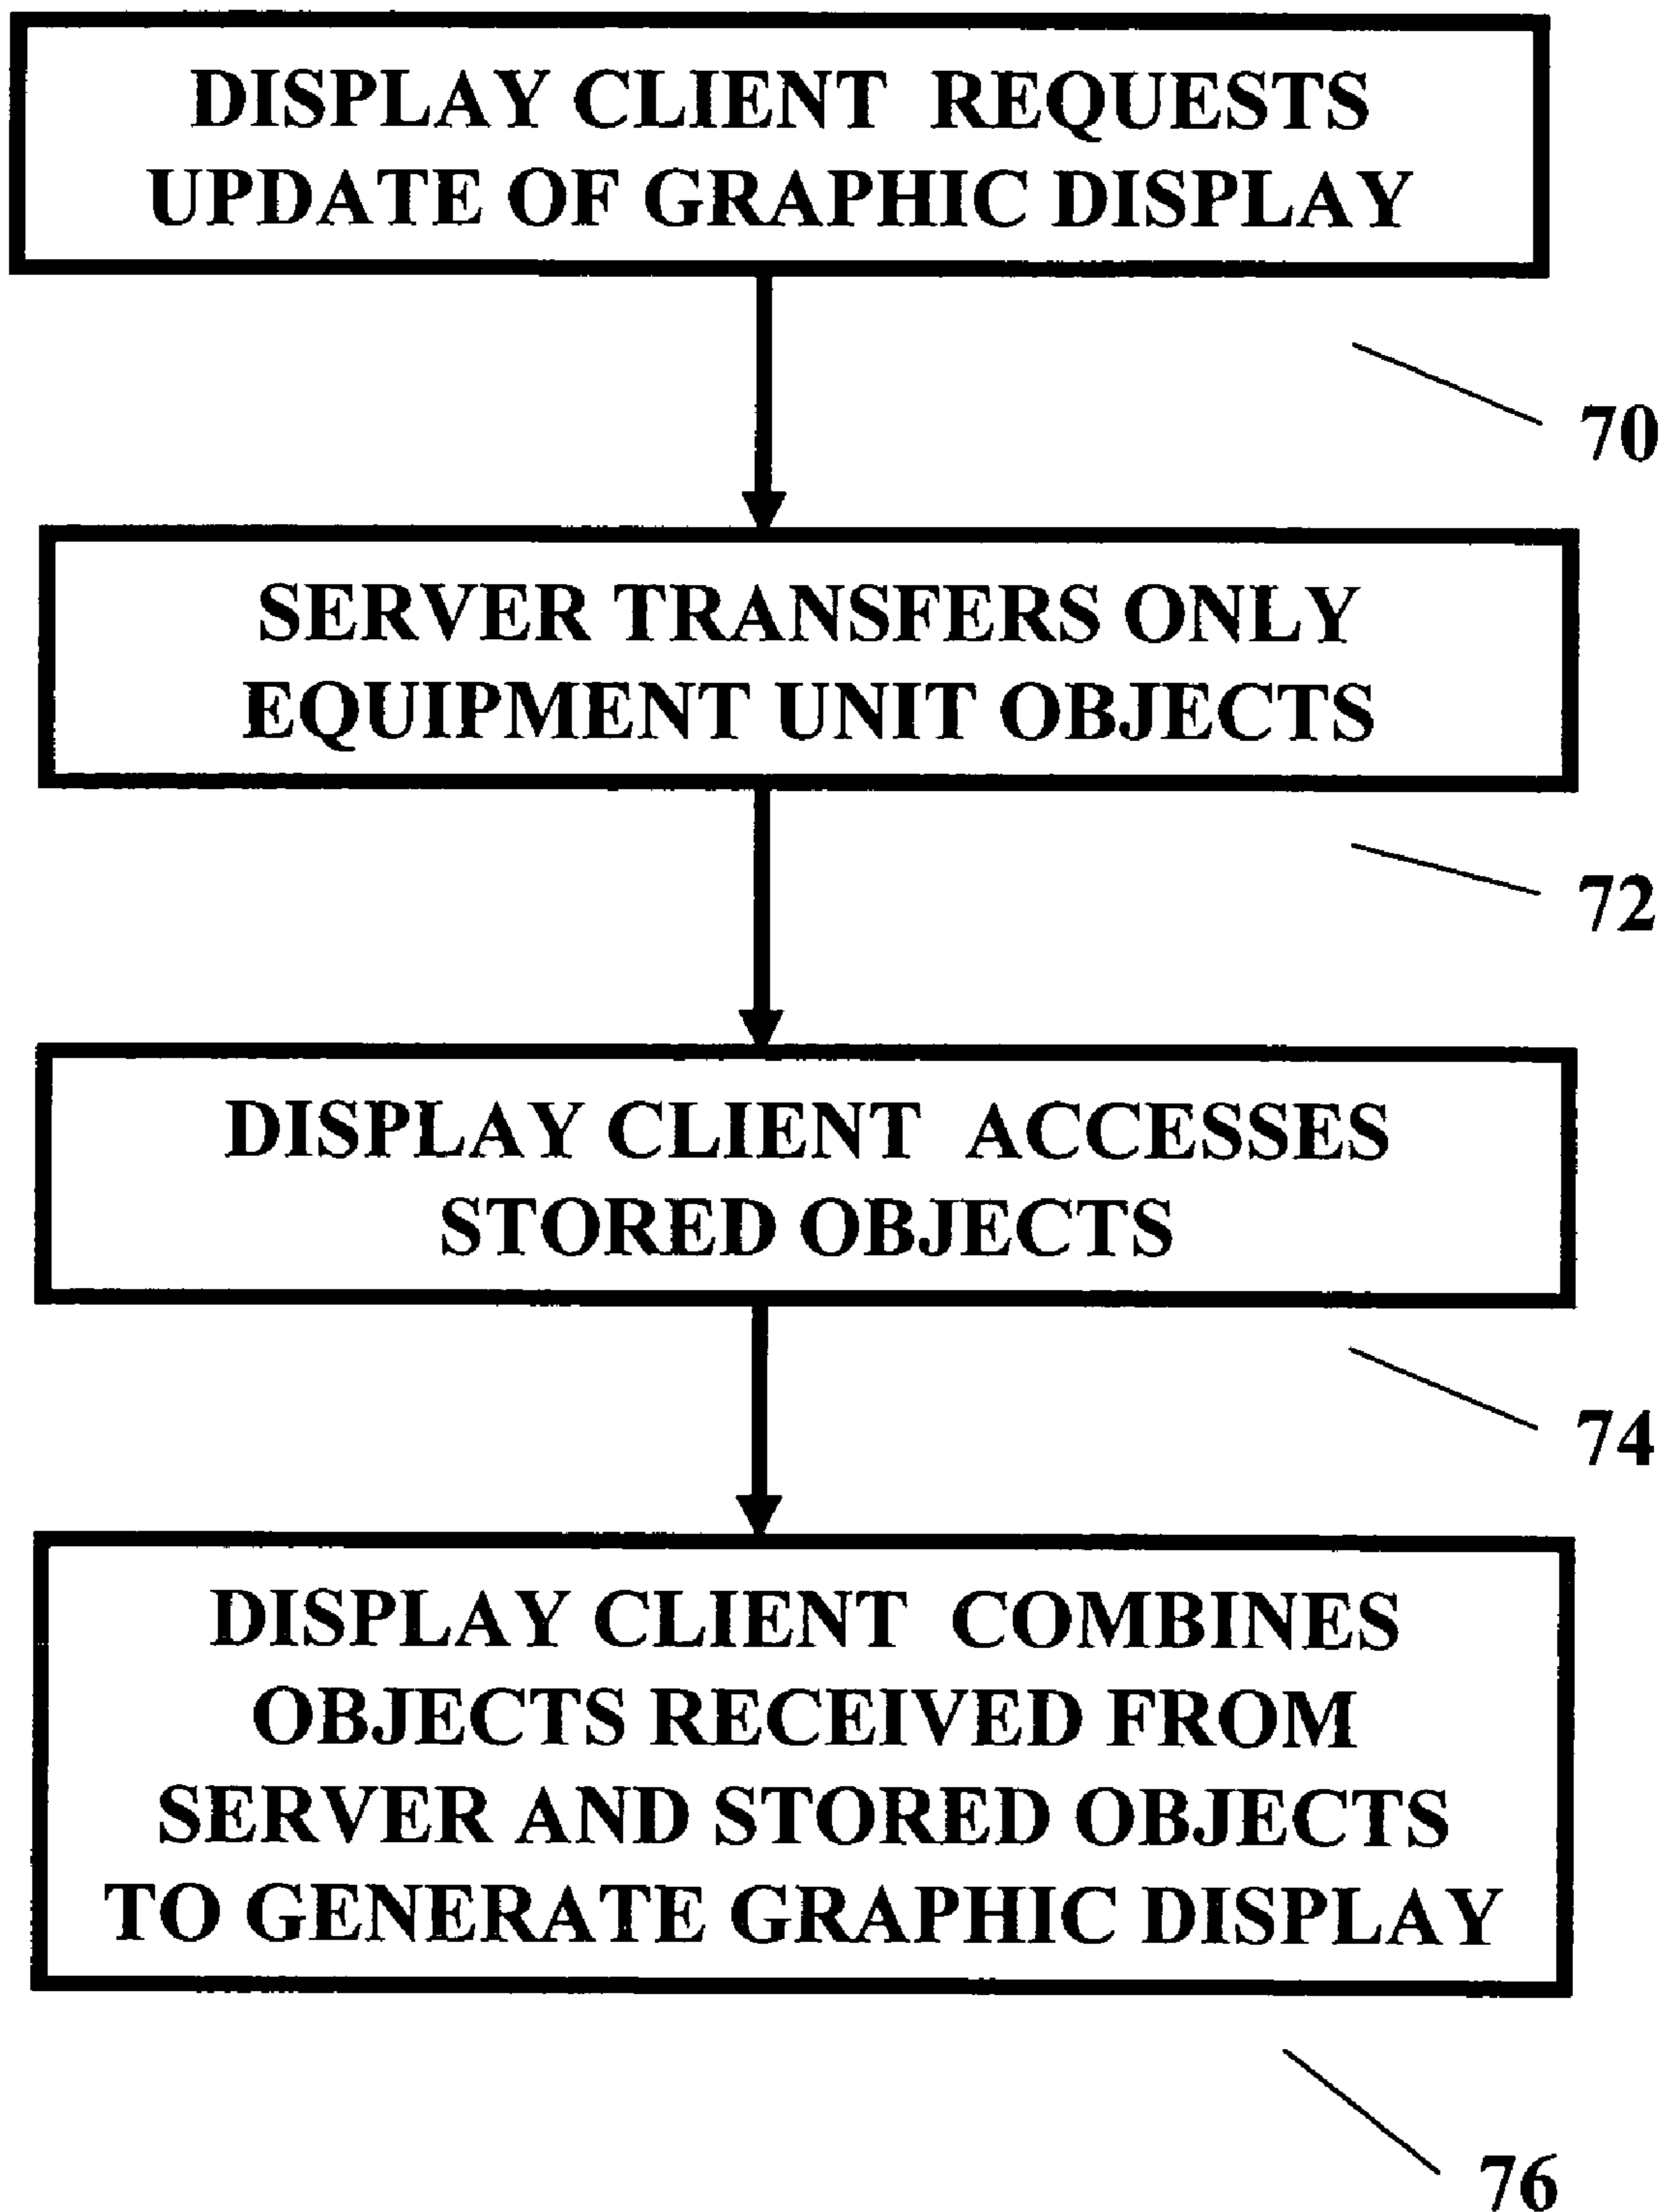 DISPLAY CLIENT REQUESTS
UPDATE OF GRAPHIC DISPLAY
70
SERVER TRANSFERS ONLY
EQUIPMENT UNIT OBJECTS
72
DISPLAY CLIENT ACCESSES
STORED OBJECTS
74
DISPLAY CLIENT COMBINES
OBJECTS RECEIVED FROM
SERVER AND STORED OBJECTS
TO GENERATE GRAPHIC DISPLAY
76